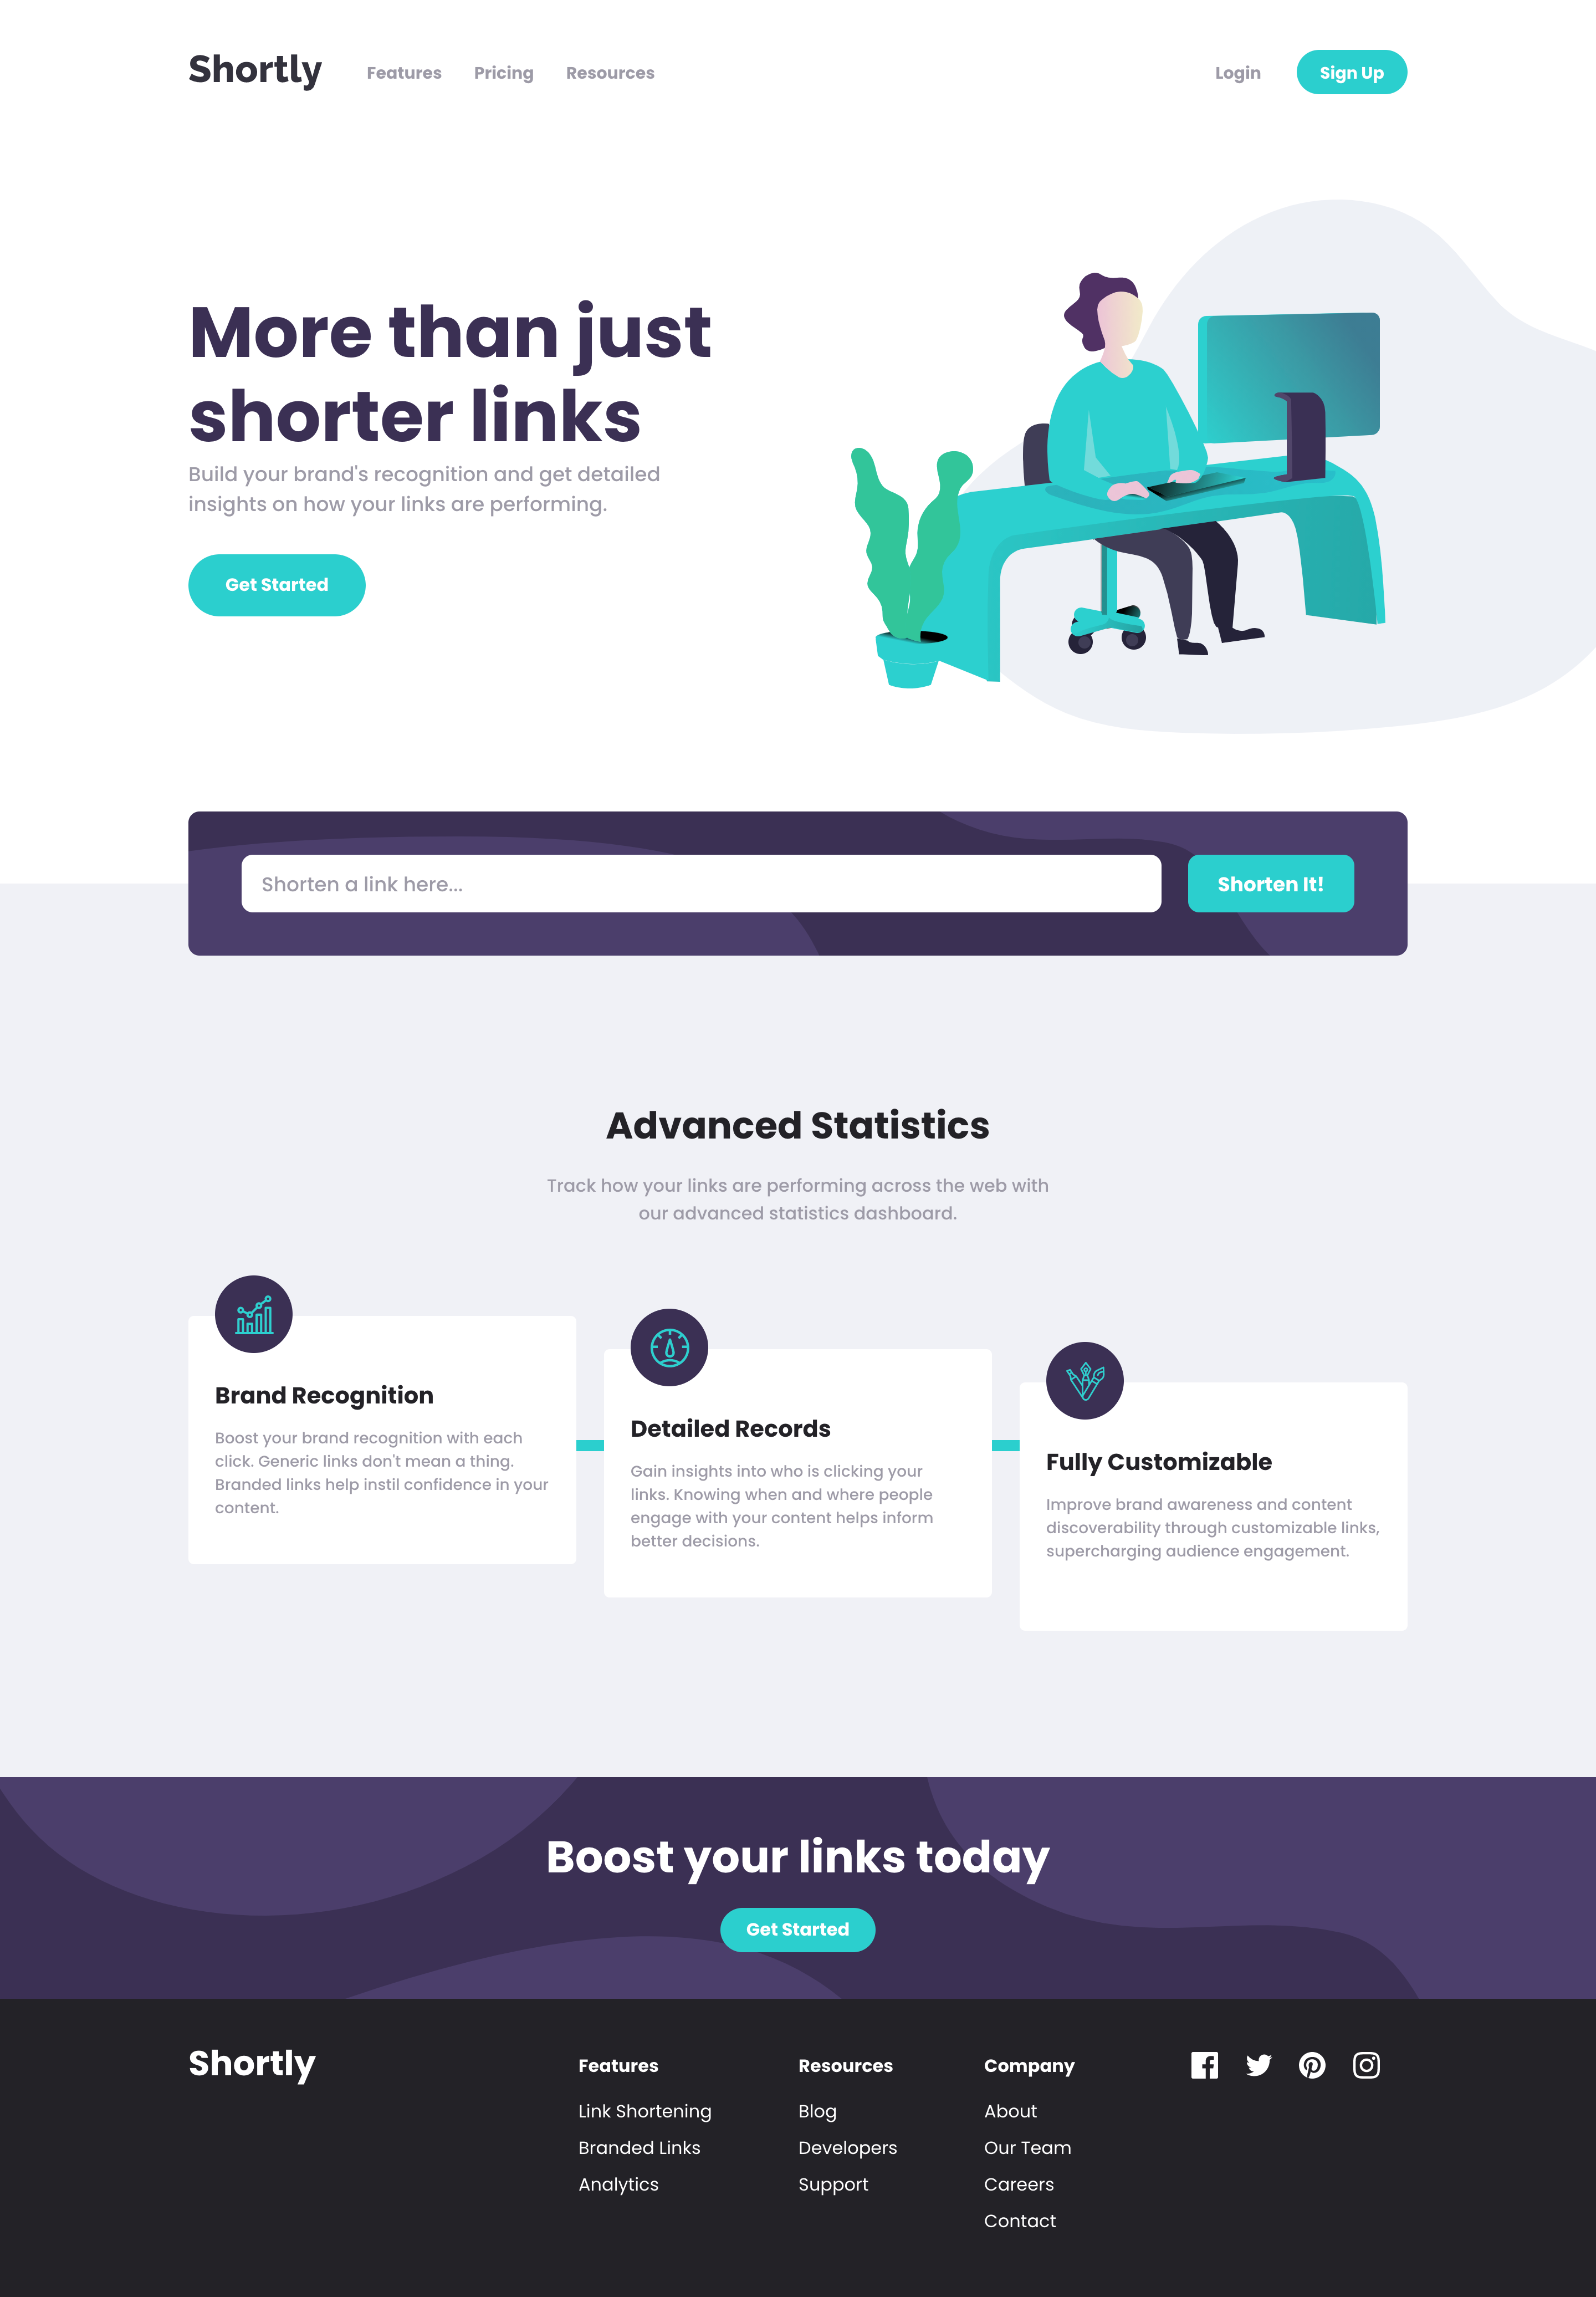 Shortly
Features
Pricing
Resources
Login
Sign Up
More than just
shorter links
Build your brand's recognition and get detailed
insights on how your links are performing.
Get Started
Shorten a link here...
Shorten It!
Advanced Statistics
Track how your links are performing across the web with
our advanced statistics dashboard.
Brand Recognition
Boost your brand recognition with each
click. Generic links don't mean a thing.
Branded links help instil confidence in your
content.
Detailed Records
Gain insights into who is clicking your
links. Knowing when and where people
engage with your content helps inform
better decisions.
Fully Customizable
Improve brand awareness and content
discoverability through customizable links,
supercharging audience engagement.
Boost your links today
Get Started
Shortly
Features
Link Shortening
Branded Links
Analytics
Resources
Blog
Developers
Support
Company
About
Our Team
Careers
Contact